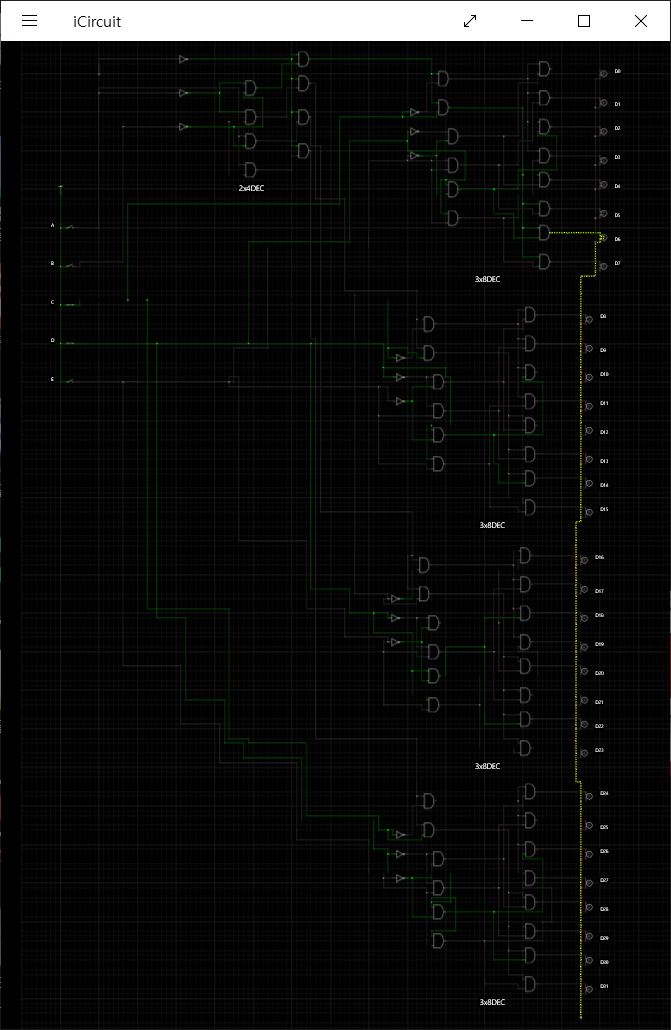 iCircuit
D0
D1
D2
D3
D4
2x4DEC
D5
A
D6
B
D7
3x8DEC
C
D8
D
D9
D10
E
D11
D12
D13
D14
D15
3x8DEC
D16
D17
D18
D19
D20
D21
D22
D23
3x8DEC
D24
D25
D26
D27
D28
D29
D30
D31
3x8DEC